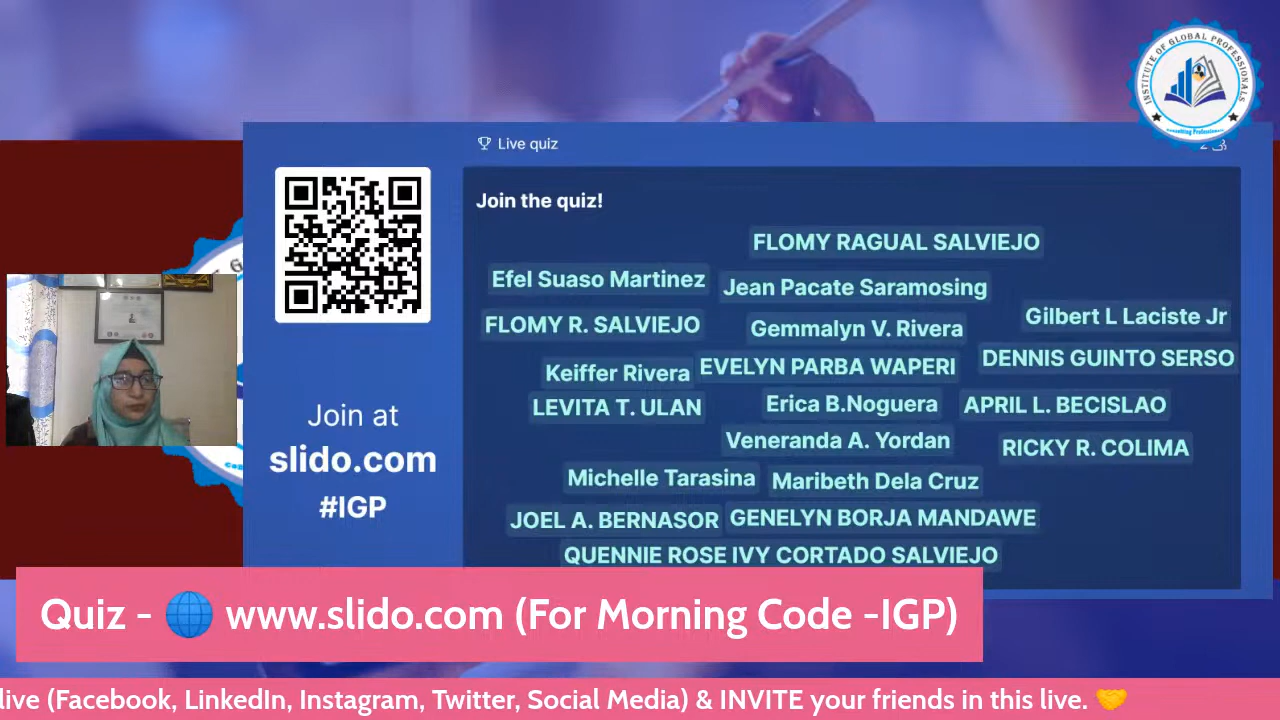 INSTITUTE OF GLOBAL PROFESSIONALS
Connecting Professionals
Live quiz
Join the quiz!
FLOMY RAGUAL SALVIEJO
Efel Suaso Martinez
Jean Pacate Saramosing
Gilbert L Laciste Jr
FLOMY R. SALVIEJO
Gemmalyn V. Rivera
DENNIS GUINTO SERSO
Keiffer Rivera
EVELYN PARBA WAPERI
LEVITA T. ULAN
Erica B.Noguera
APRIL L. BECISLAO
Veneranda A. Yordan
RICKY R. COLIMA
Michelle Tarasina
Maribeth Dela Cruz
JOEL A. BERNASOR
GENELYN BORJA MANDAWE
QUENNIE ROSE IVY CORTADO SALVIEJO
Join at
slido.com
#IGP
Quiz - 🌐 www.slido.com (For Morning Code -IGP)
live (Facebook, LinkedIn, Instagram, Twitter, Social Media) & INVITE your friends in this live. 🤝